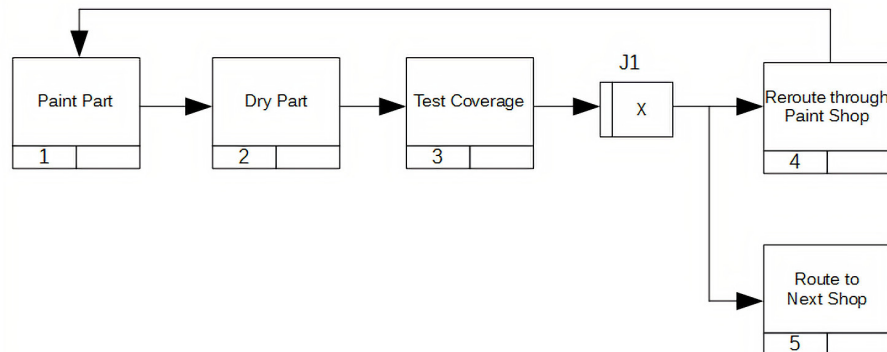 J1
Paint Part
Dry Part
Test Coverage
X
Reroute through
Paint Shop
1
2
3
4
Route to
Next Shop
5